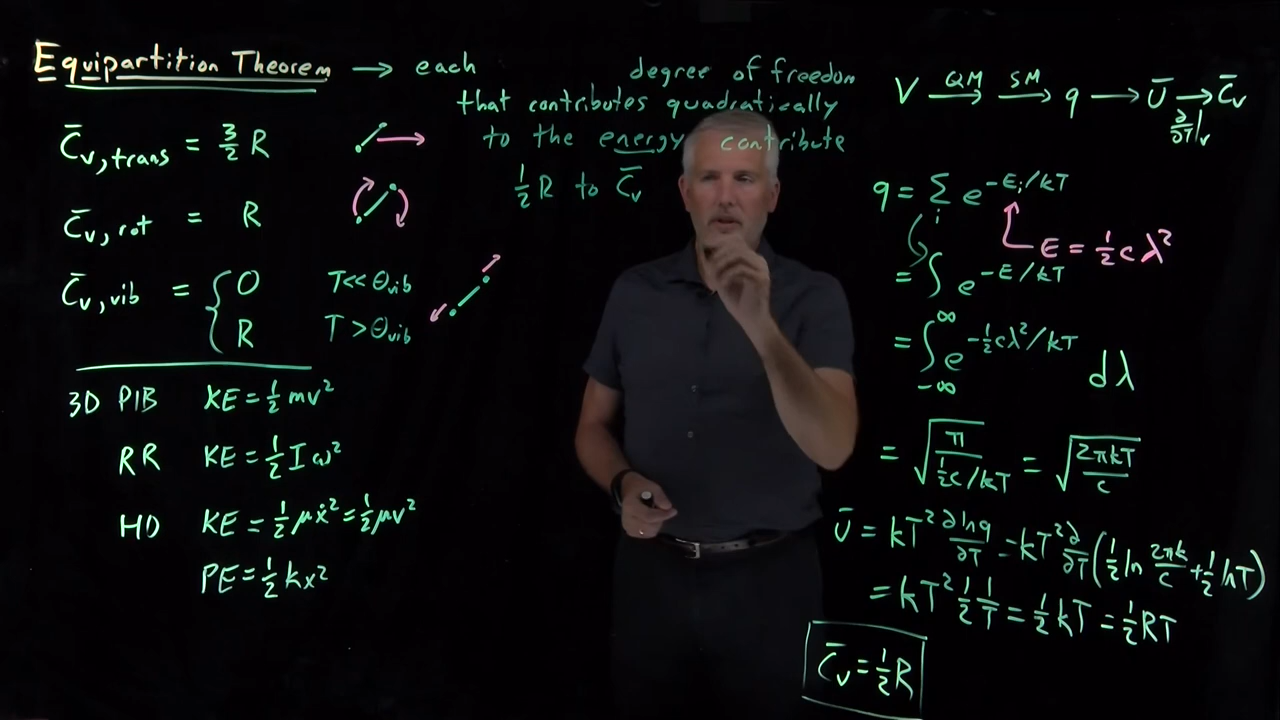 Equipartition Theorem → each degree of freedom
that contributes quadratically
to the energy contribute
½R to C̄ᵥ
C̄v,trans = 3/2 R
C̄v,rot = R
C̄v,vib = { 0 T<<Θvib
R T>Θvib
3D PIB KE=½mv²
RR KE=½Iω²
HO KE=½μẋ²=½μv²
PE=½kx²
V QM→ SM→ q → Ū → C̄ᵥ
∂/∂T|v
q = Σi e^(-Ei/kT)
E = ½cλ²
= ∫ e^(-E/kT)
= ∫_{-∞}^{∞} e^(-½cλ²/kT) dλ
= √(π/(½c/kT)) = √(2πkT/c)
Ū = kT² ∂lnq/∂T = kT² ∂/∂T(½ ln 2πk/c + ½ lnT)
= kT² ½ 1/T = ½kT = ½RT
C̄ᵥ=½R